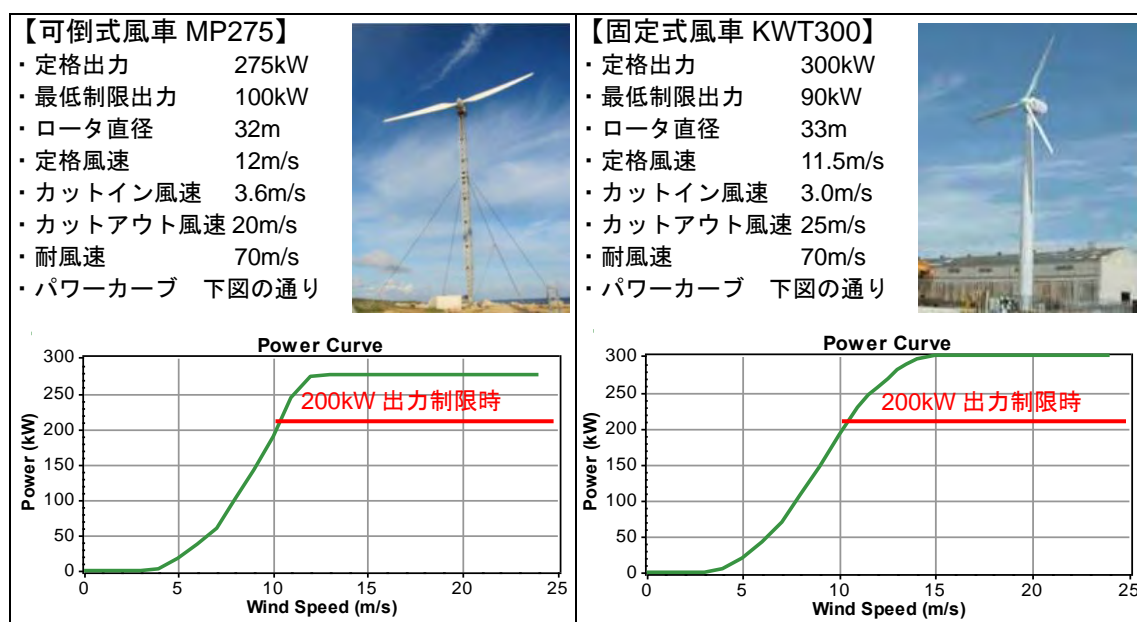 【可倒式風車 MP275】
・定格出力 275kW
・最低制限出力 100kW
・ロータ直径 32m
・定格風速 12m/s
・カットイン風速 3.6m/s
・カットアウト風速 20m/s
・耐風速 70m/s
・パワーカーブ 下図の通り
Power Curve
300
250
200
150
100
50
0
Power (kW)
200kW 出力制限時
0 5 10 15 20 25
Wind Speed (m/s)
【固定式風車 KWT300】
・定格出力 300kW
・最低制限出力 90kW
・ロータ直径 33m
・定格風速 11.5m/s
・カットイン風速 3.0m/s
・カットアウト風速 25m/s
・耐風速 70m/s
・パワーカーブ 下図の通り
Power Curve
300
250
200
150
100
50
0
Power (kW)
200kW 出力制限時
0 5 10 15 20 25
Wind Speed (m/s)